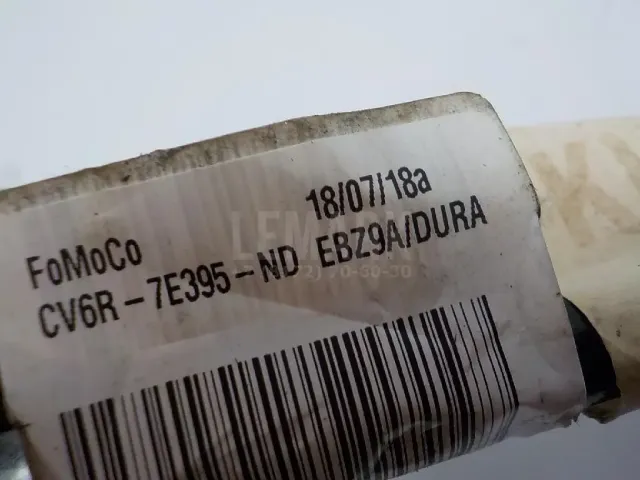 FoMoCo 18/07/18a
CV6R-7E395-ND EBZ9A/DURA